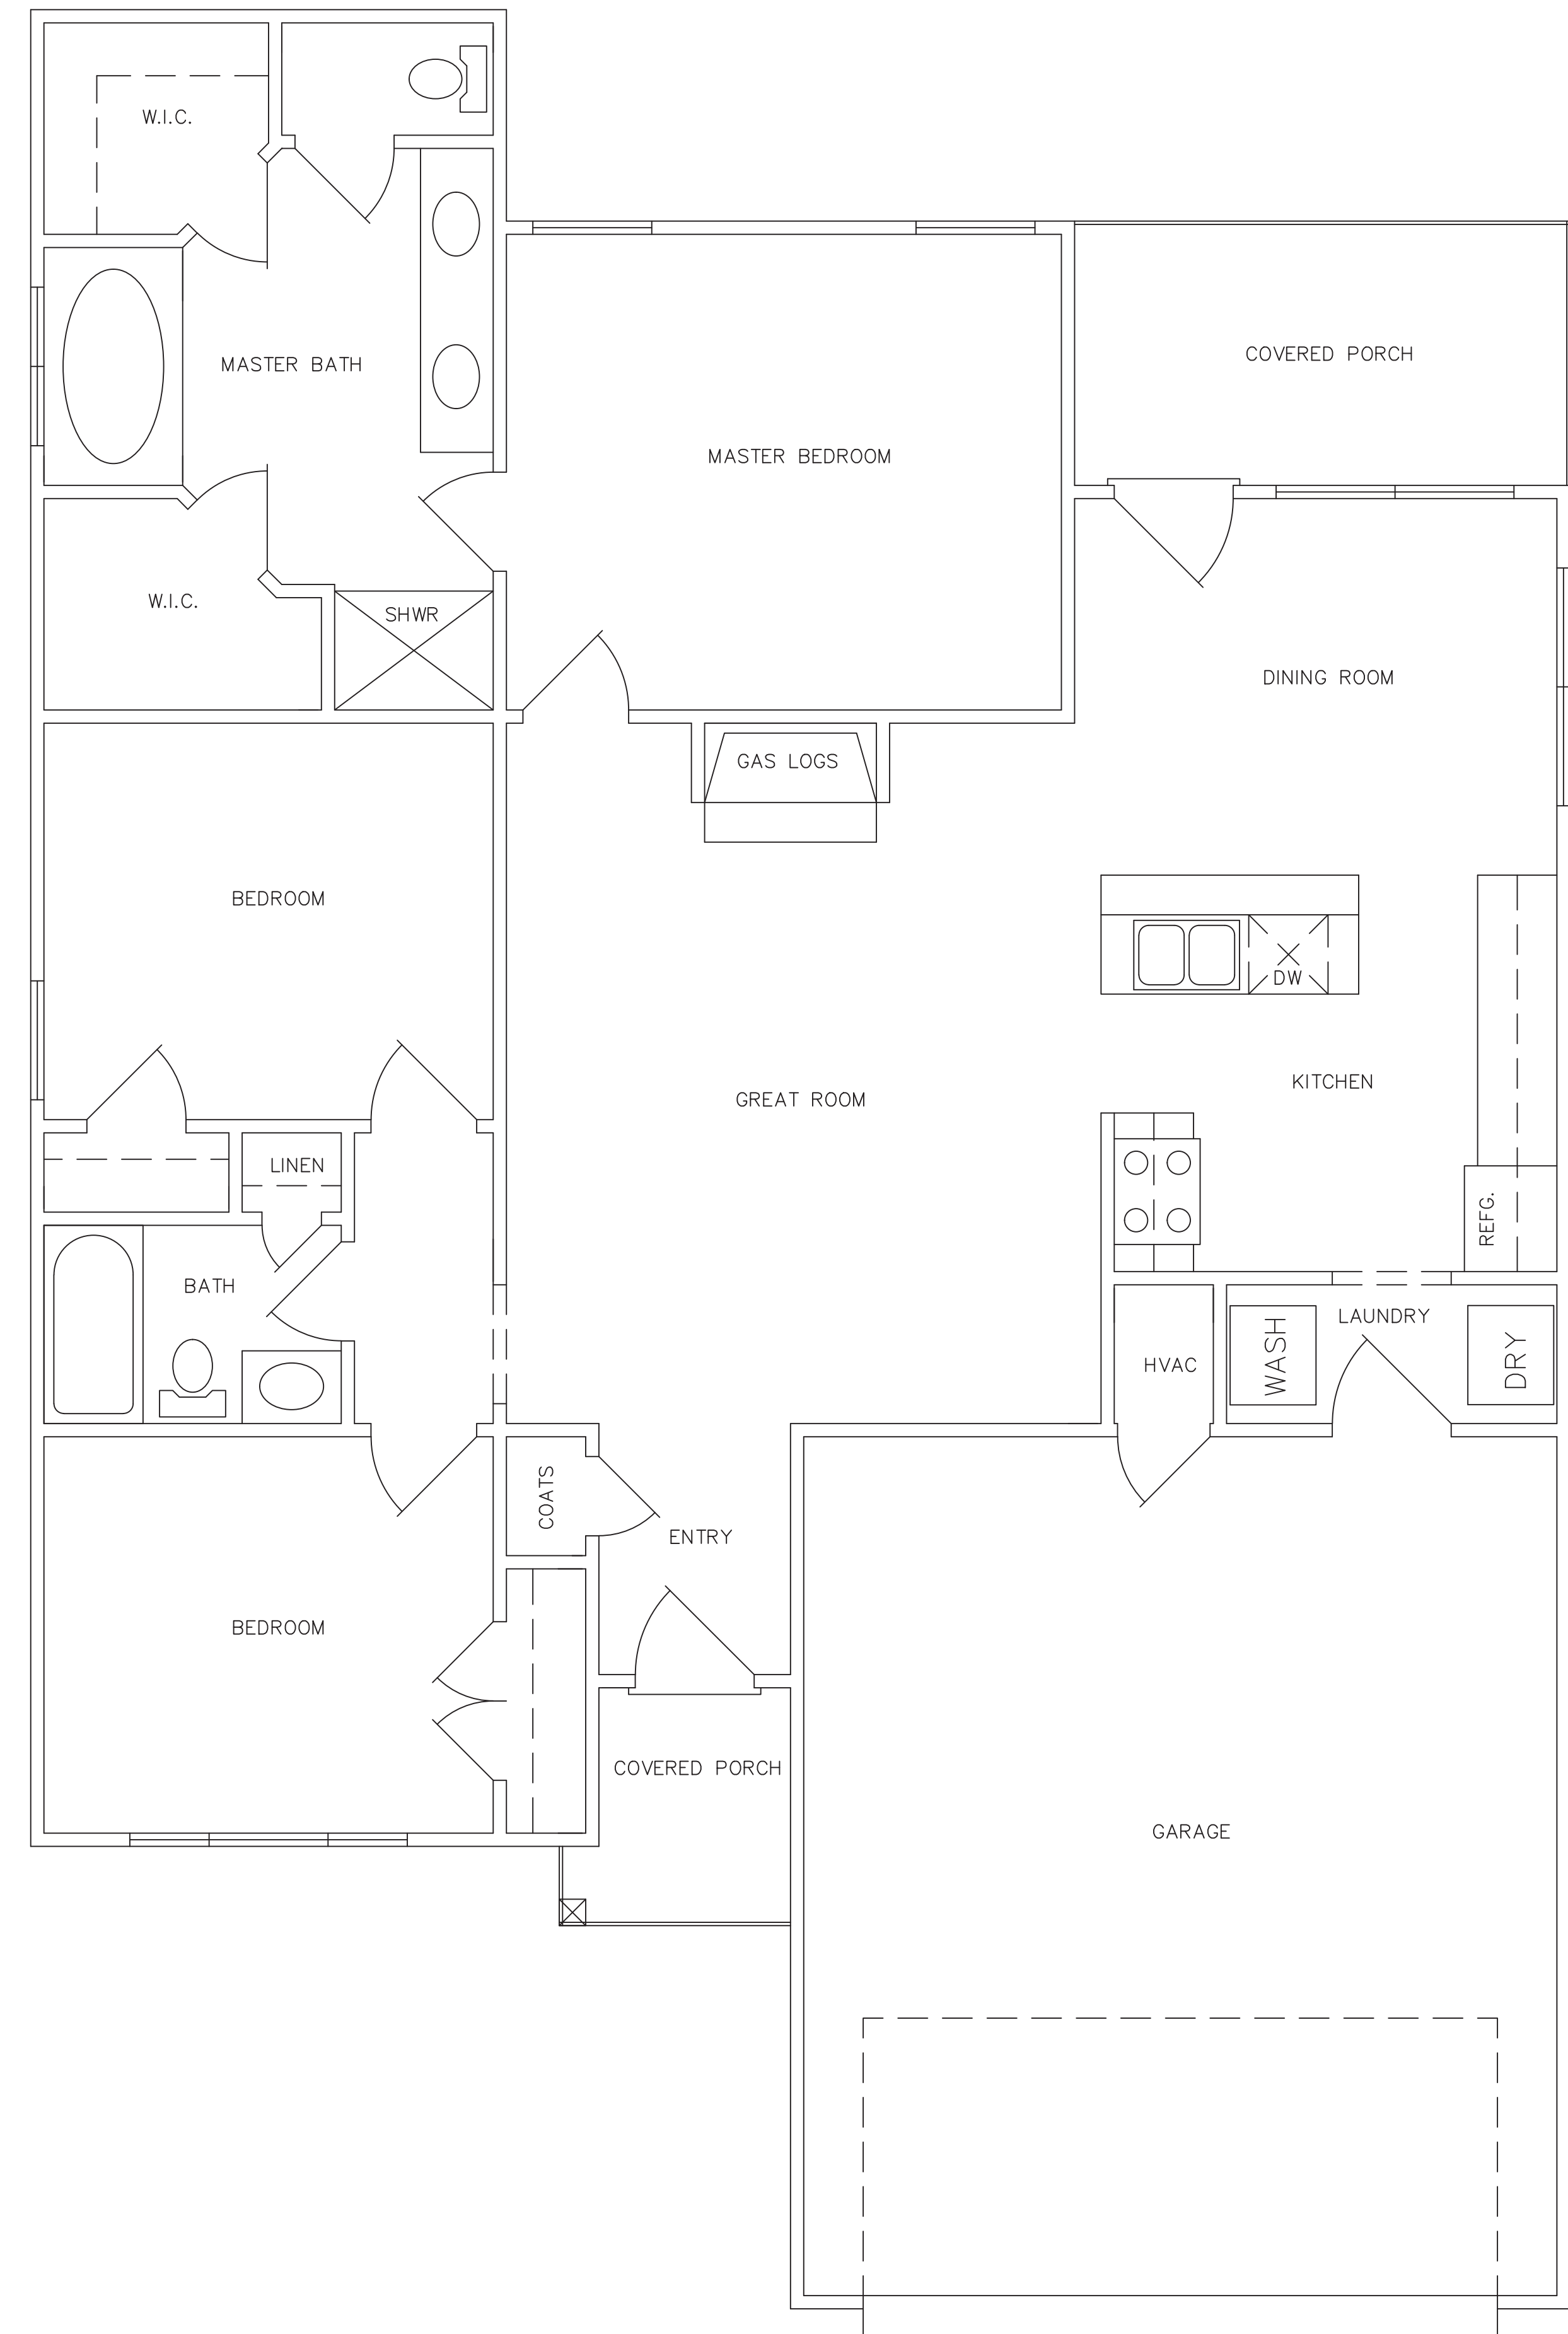 W.I.C.
MASTER BATH
COVERED PORCH
MASTER BEDROOM
W.I.C.
SHWR
DINING ROOM
GAS LOGS
BEDROOM
DW
KITCHEN
GREAT ROOM
LINEN
REFG.
BATH
LAUNDRY
WASH
DRY
HVAC
COATS
ENTRY
BEDROOM
COVERED PORCH
GARAGE